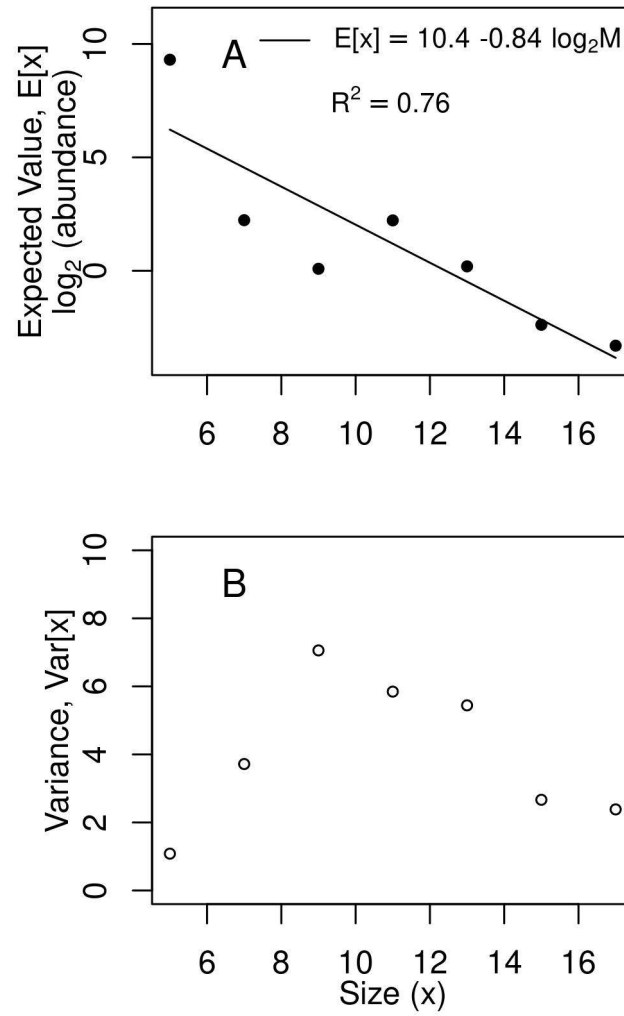 A
E[x] = 10.4 -0.84 log₂M
R² = 0.76
Expected Value, E[x]
log₂ (abundance)
10
5
0
6 8 10 12 14 16
B
Variance, Var[x]
10
8
6
4
2
0
6 8 10 12 14 16
Size (x)